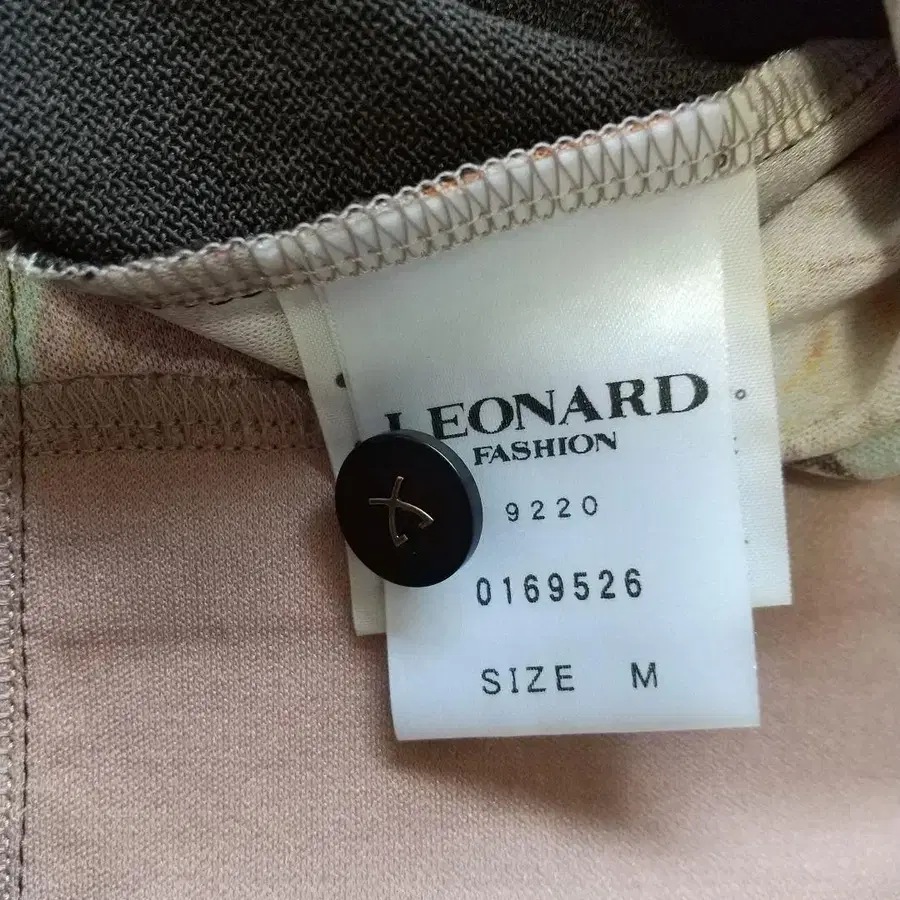 LEONARD
FASHION
9220
0169526
SIZE M